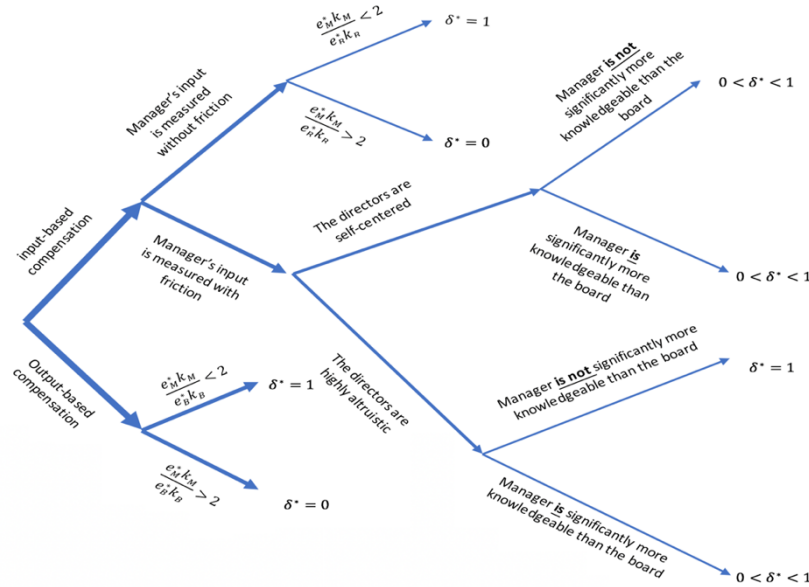 input-based
compensation
Output-based
compensation
Manager's input
is measured
without friction
Manager's input
is measured with
friction
e*_M k_M / e*_R k_R < 2
δ* = 1
e*_M k_M / e*_R k_R > 2
δ* = 0
The directors are
self-centered
The directors are
highly altruistic
Manager is not
significantly more
knowledgeable than the
board
0 < δ* < 1
Manager is
significantly more
knowledgeable than
the board
0 < δ* < 1
Manager is not significantly more
knowledgeable than the board
δ* = 1
Manager is significantly more
knowledgeable than the board
0 < δ* < 1
e*_M k_M / e*_B k_B < 2
δ* = 1
e*_M k_M / e*_B k_B > 2
δ* = 0